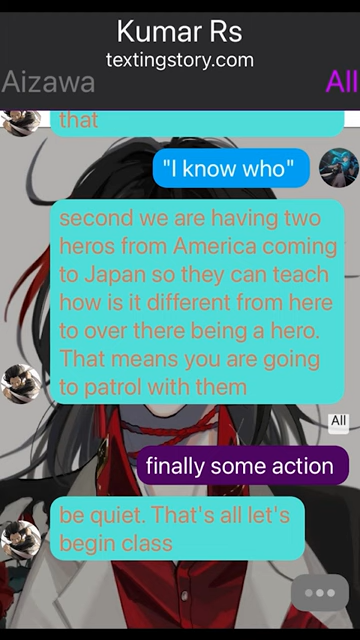 Kumar Rs
textingstory.com
Aizawa
All
that
"I know who"
second we are having two
heros from America coming
to Japan so they can teach
how is it different from here
to over there being a hero.
That means you are going
to patrol with them
All
finally some action
be quiet. That's all let's
begin class